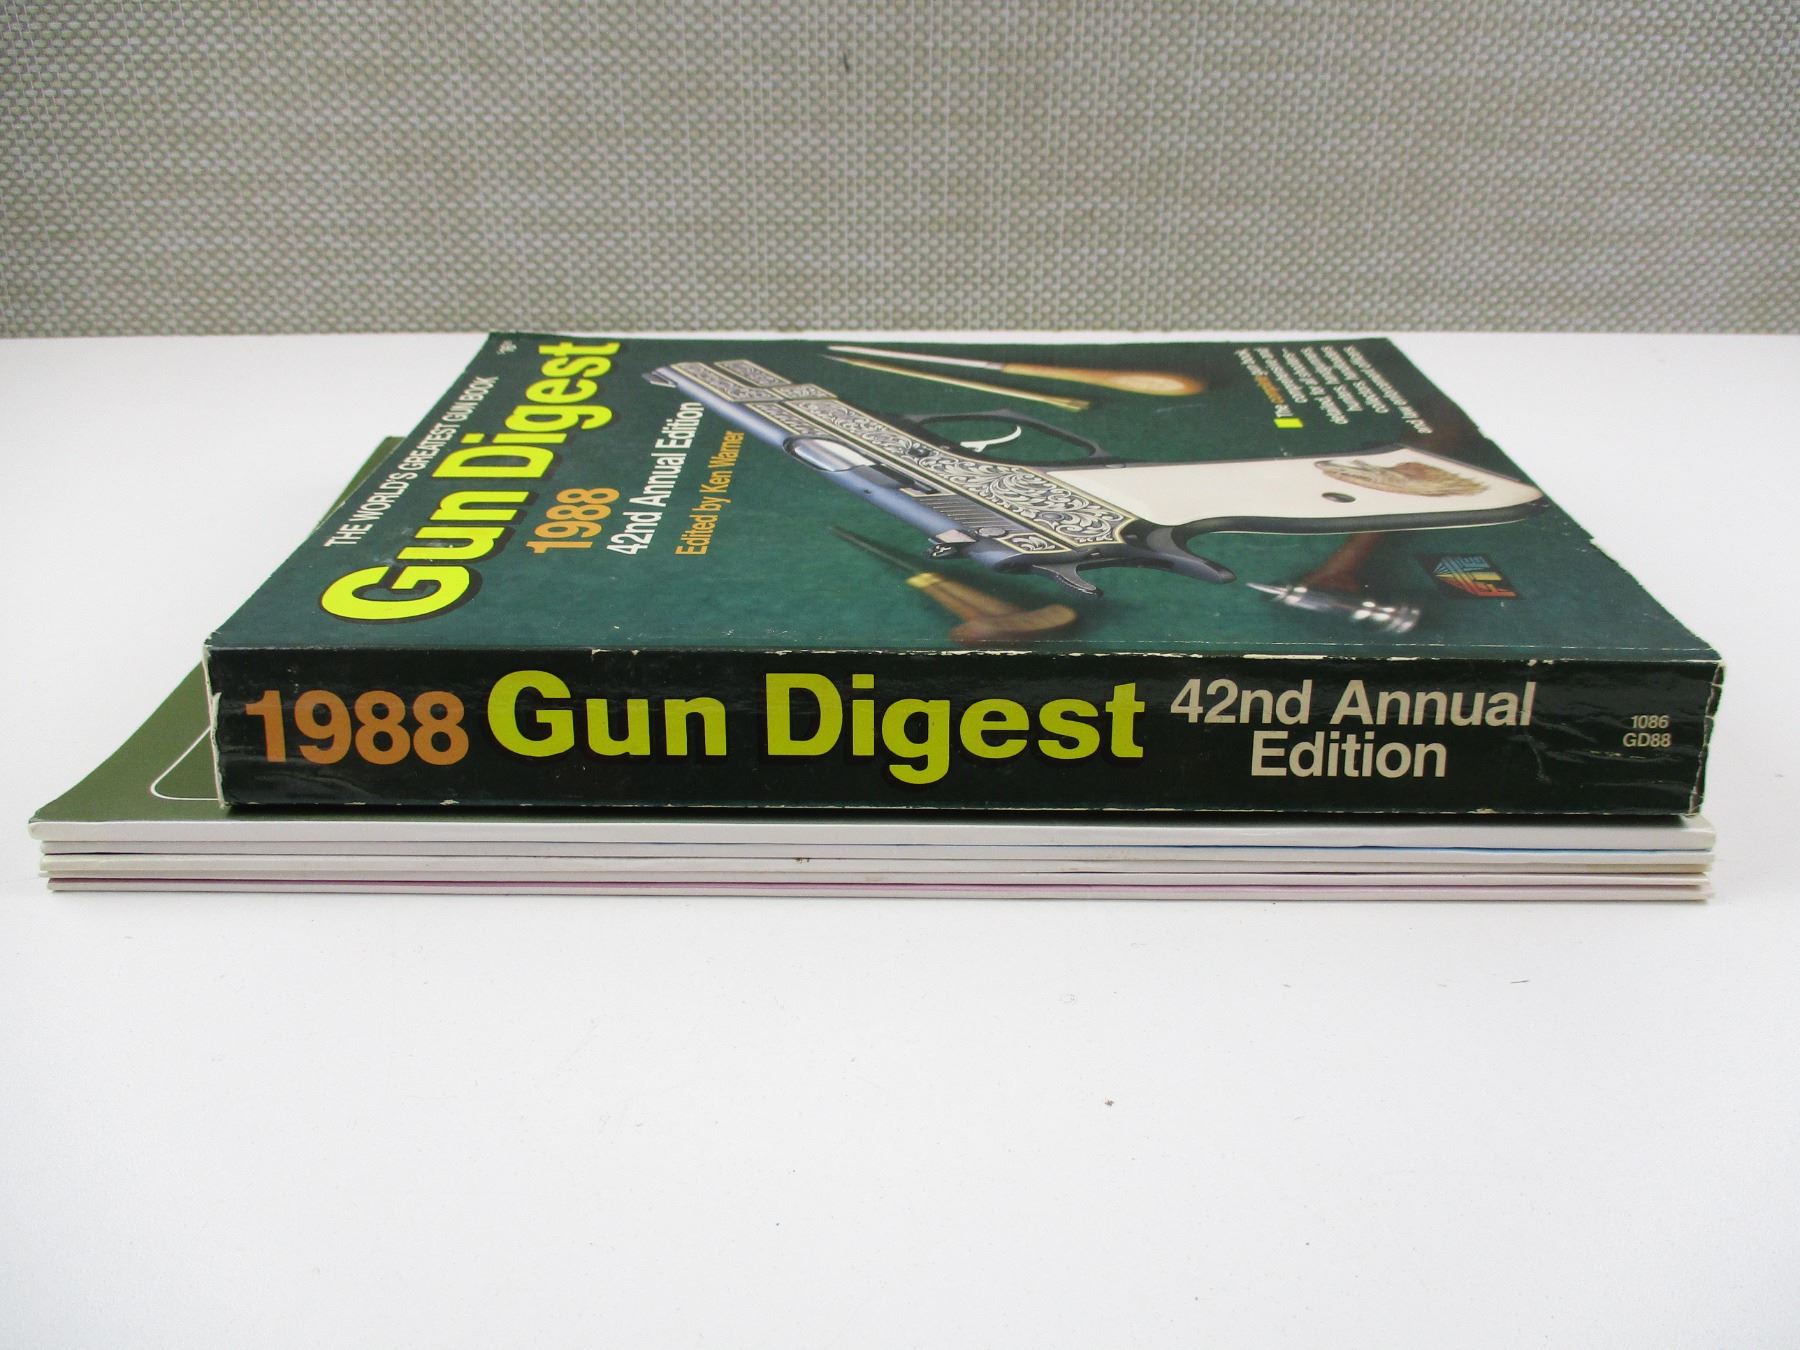 THE WORLD'S GREATEST GUN BOOK
Gun Digest
1988
42nd Annual Edition
Edited by Ken Warner
1988 Gun Digest 42nd Annual
Edition
1086
GD88